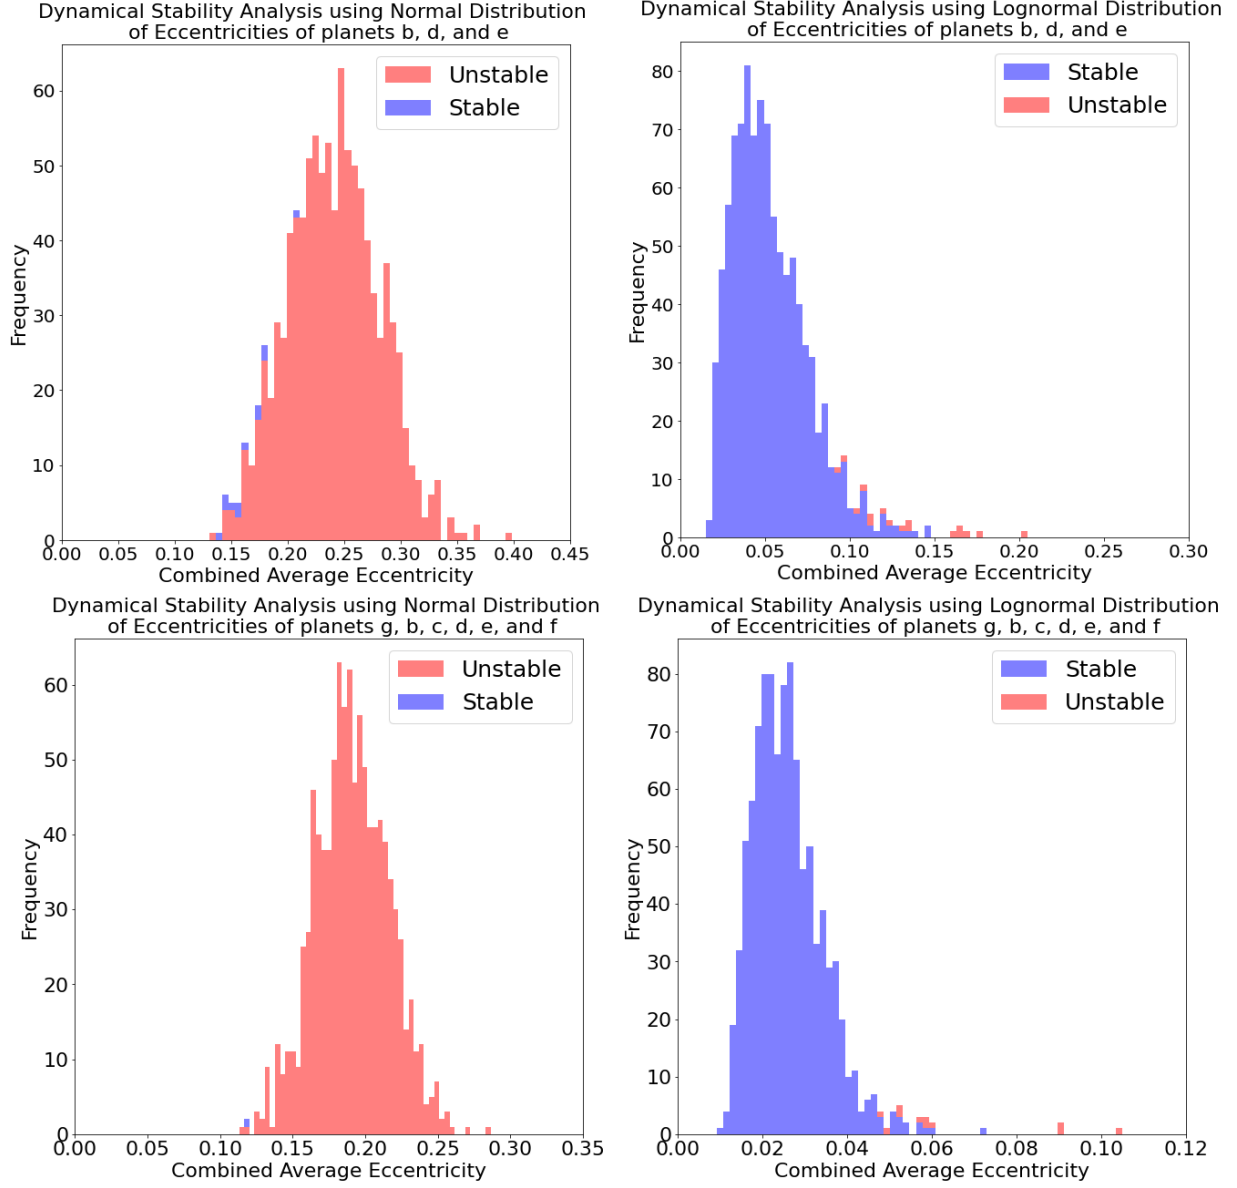 Dynamical Stability Analysis using Normal Distribution
of Eccentricities of planets b, d, and e
Unstable
Stable
60
50
40
30
20
10
0
Frequency
0.00 0.05 0.10 0.15 0.20 0.25 0.30 0.35 0.40 0.45
Combined Average Eccentricity
Dynamical Stability Analysis using Lognormal Distribution
of Eccentricities of planets b, d, and e
Stable
Unstable
80
70
60
50
40
30
20
10
0
Frequency
0.00 0.05 0.10 0.15 0.20 0.25 0.30
Combined Average Eccentricity
Dynamical Stability Analysis using Normal Distribution
of Eccentricities of planets g, b, c, d, e, and f
Unstable
Stable
60
50
40
30
20
10
0
Frequency
0.00 0.05 0.10 0.15 0.20 0.25 0.30 0.35
Combined Average Eccentricity
Dynamical Stability Analysis using Lognormal Distribution
of Eccentricities of planets g, b, c, d, e, and f
Stable
Unstable
80
70
60
50
40
30
20
10
0
Frequency
0.00 0.02 0.04 0.06 0.08 0.10 0.12
Combined Average Eccentricity